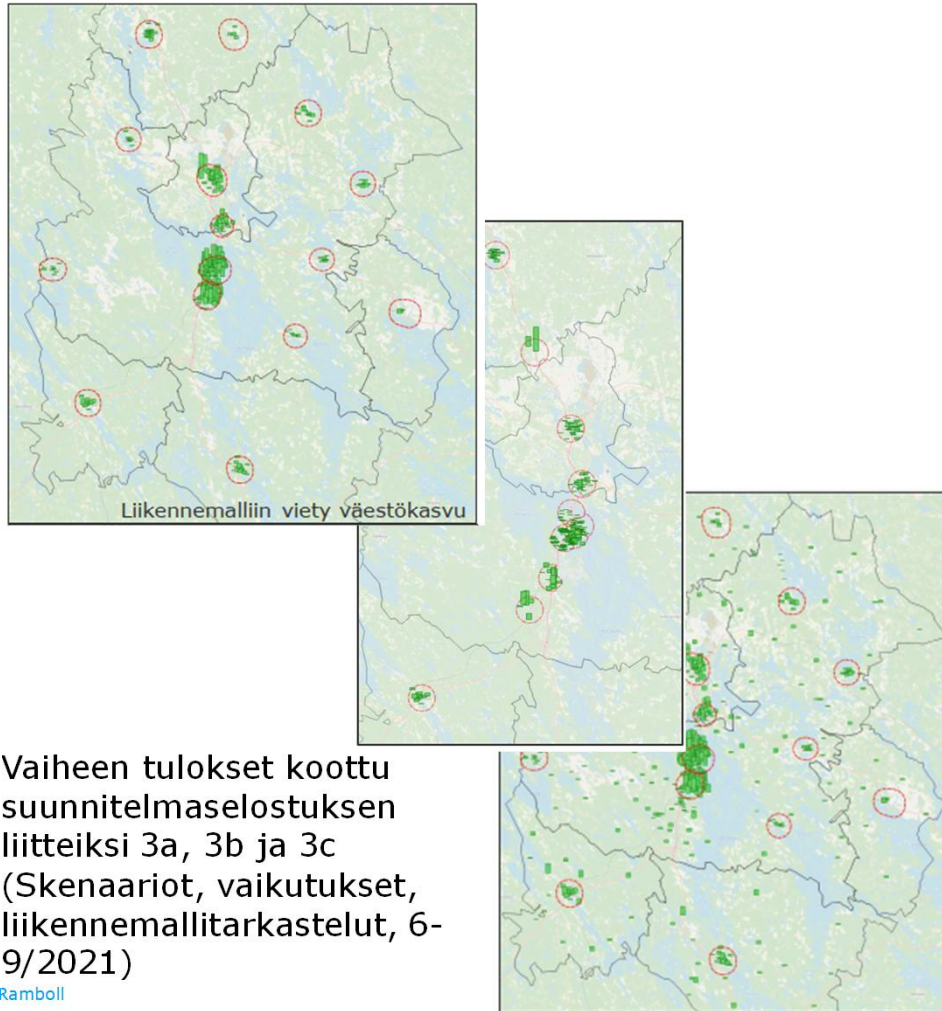 Liikennemalliin viety väestökasvu
Vaiheen tulokset koottu
suunnitelmaselostuksen
liitteiksi 3a, 3b ja 3c
(Skenaariot, vaikutukset,
liikennemallitarkastelut, 6-
9/2021)
Ramboll